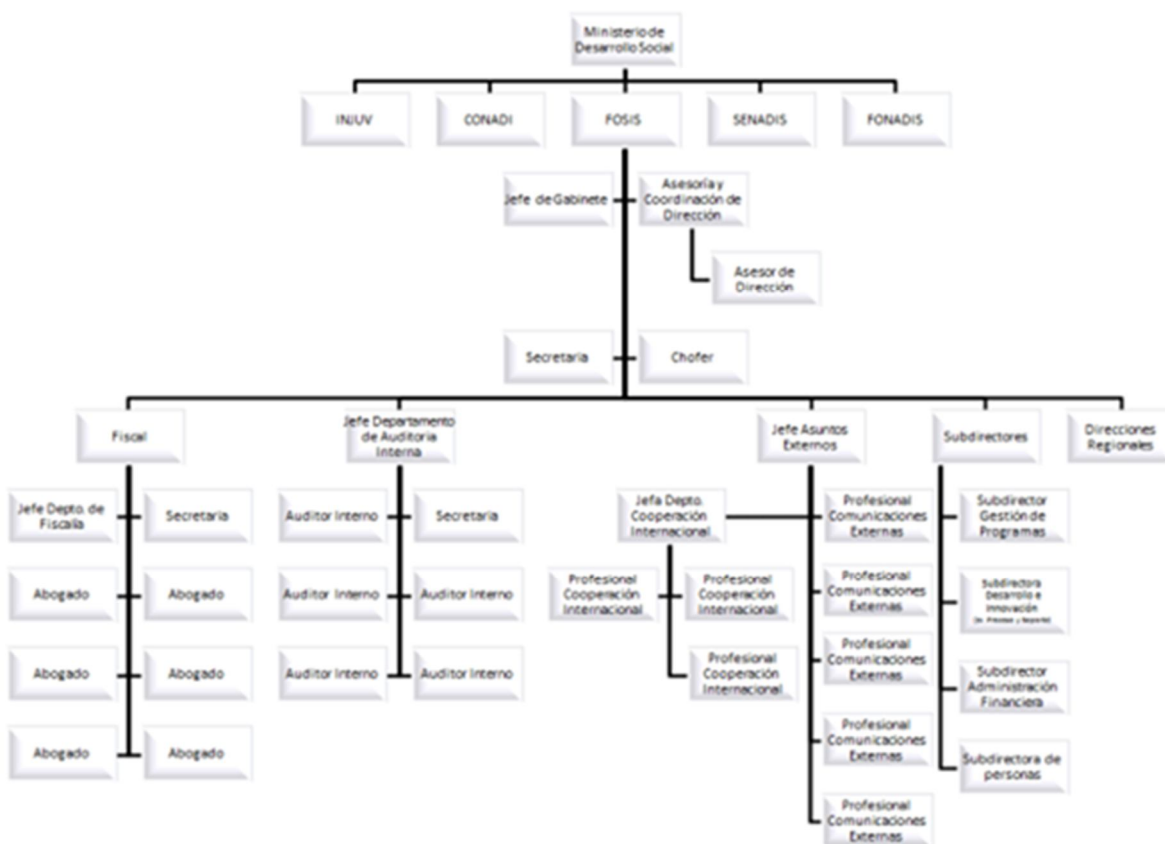 Ministerio de
Desarrollo Social
INJUV
CONADI
FOSIS
SENADIS
FONADIS
Jefe de Gabinete
Asesoría y
Coordinación de
Dirección
Asesor de
Dirección
Secretaria
Chofer
Fiscal
Jefe Departamento
de Auditoria
Interna
Jefe Asuntos
Externos
Subdirectores
Direcciones
Regionales
Jefe Depto. de
Fiscalía
Secretaria
Abogado
Abogado
Abogado
Abogado
Abogado
Abogado
Auditor Interno
Secretaria
Auditor Interno
Auditor Interno
Auditor Interno
Auditor Interno
Jefa Depto.
Cooperación
Internacional
Profesional
Cooperación
Internacional
Profesional
Cooperación
Internacional
Profesional
Cooperación
Internacional
Profesional
Comunicaciones
Externas
Profesional
Comunicaciones
Externas
Profesional
Comunicaciones
Externas
Profesional
Comunicaciones
Externas
Profesional
Comunicaciones
Externas
Subdirector
Gestión de
Programas
Subdirectora
Desarrollo e
Innovación
Subdirector
Administración
Financiera
Subdirectora de
personas